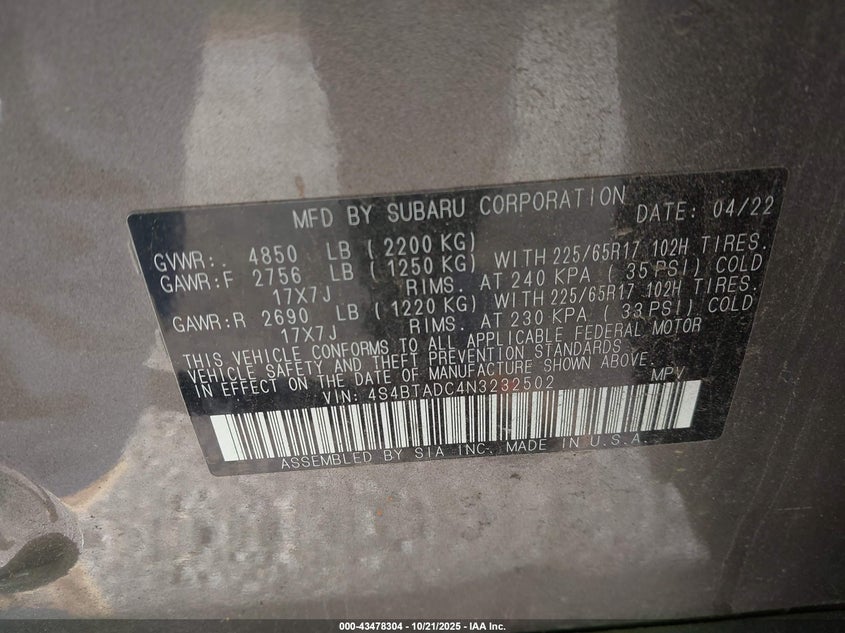 MFD BY SUBARU CORPORATION DATE: 04/22
GVWR:. 4850 LB (2200 KG)
GAWR:F 2756 LB (1250 KG) WITH 225/65R17 102H TIRES.
17X7J RIMS. AT 240 KPA (35 PSI) COLD
GAWR:R 2690 LB (1220 KG) WITH 225/65R17 102H TIRES.
17X7J RIMS. AT 230 KPA (33 PSI) COLD
THIS VEHICLE CONFORMS TO ALL APPLICABLE FEDERAL MOTOR
VEHICLE SAFETY AND THEFT PREVENTION STANDARDS
IN EFFECT ON THE DATE OF MANUFACTURE SHOWN ABOVE.
VIN: 4S4BTADC4N3232502 MPV
ASSEMBLED BY SIA INC. MADE IN U.S.A.
000-43478304 - 10/21/2025 - IAA Inc.